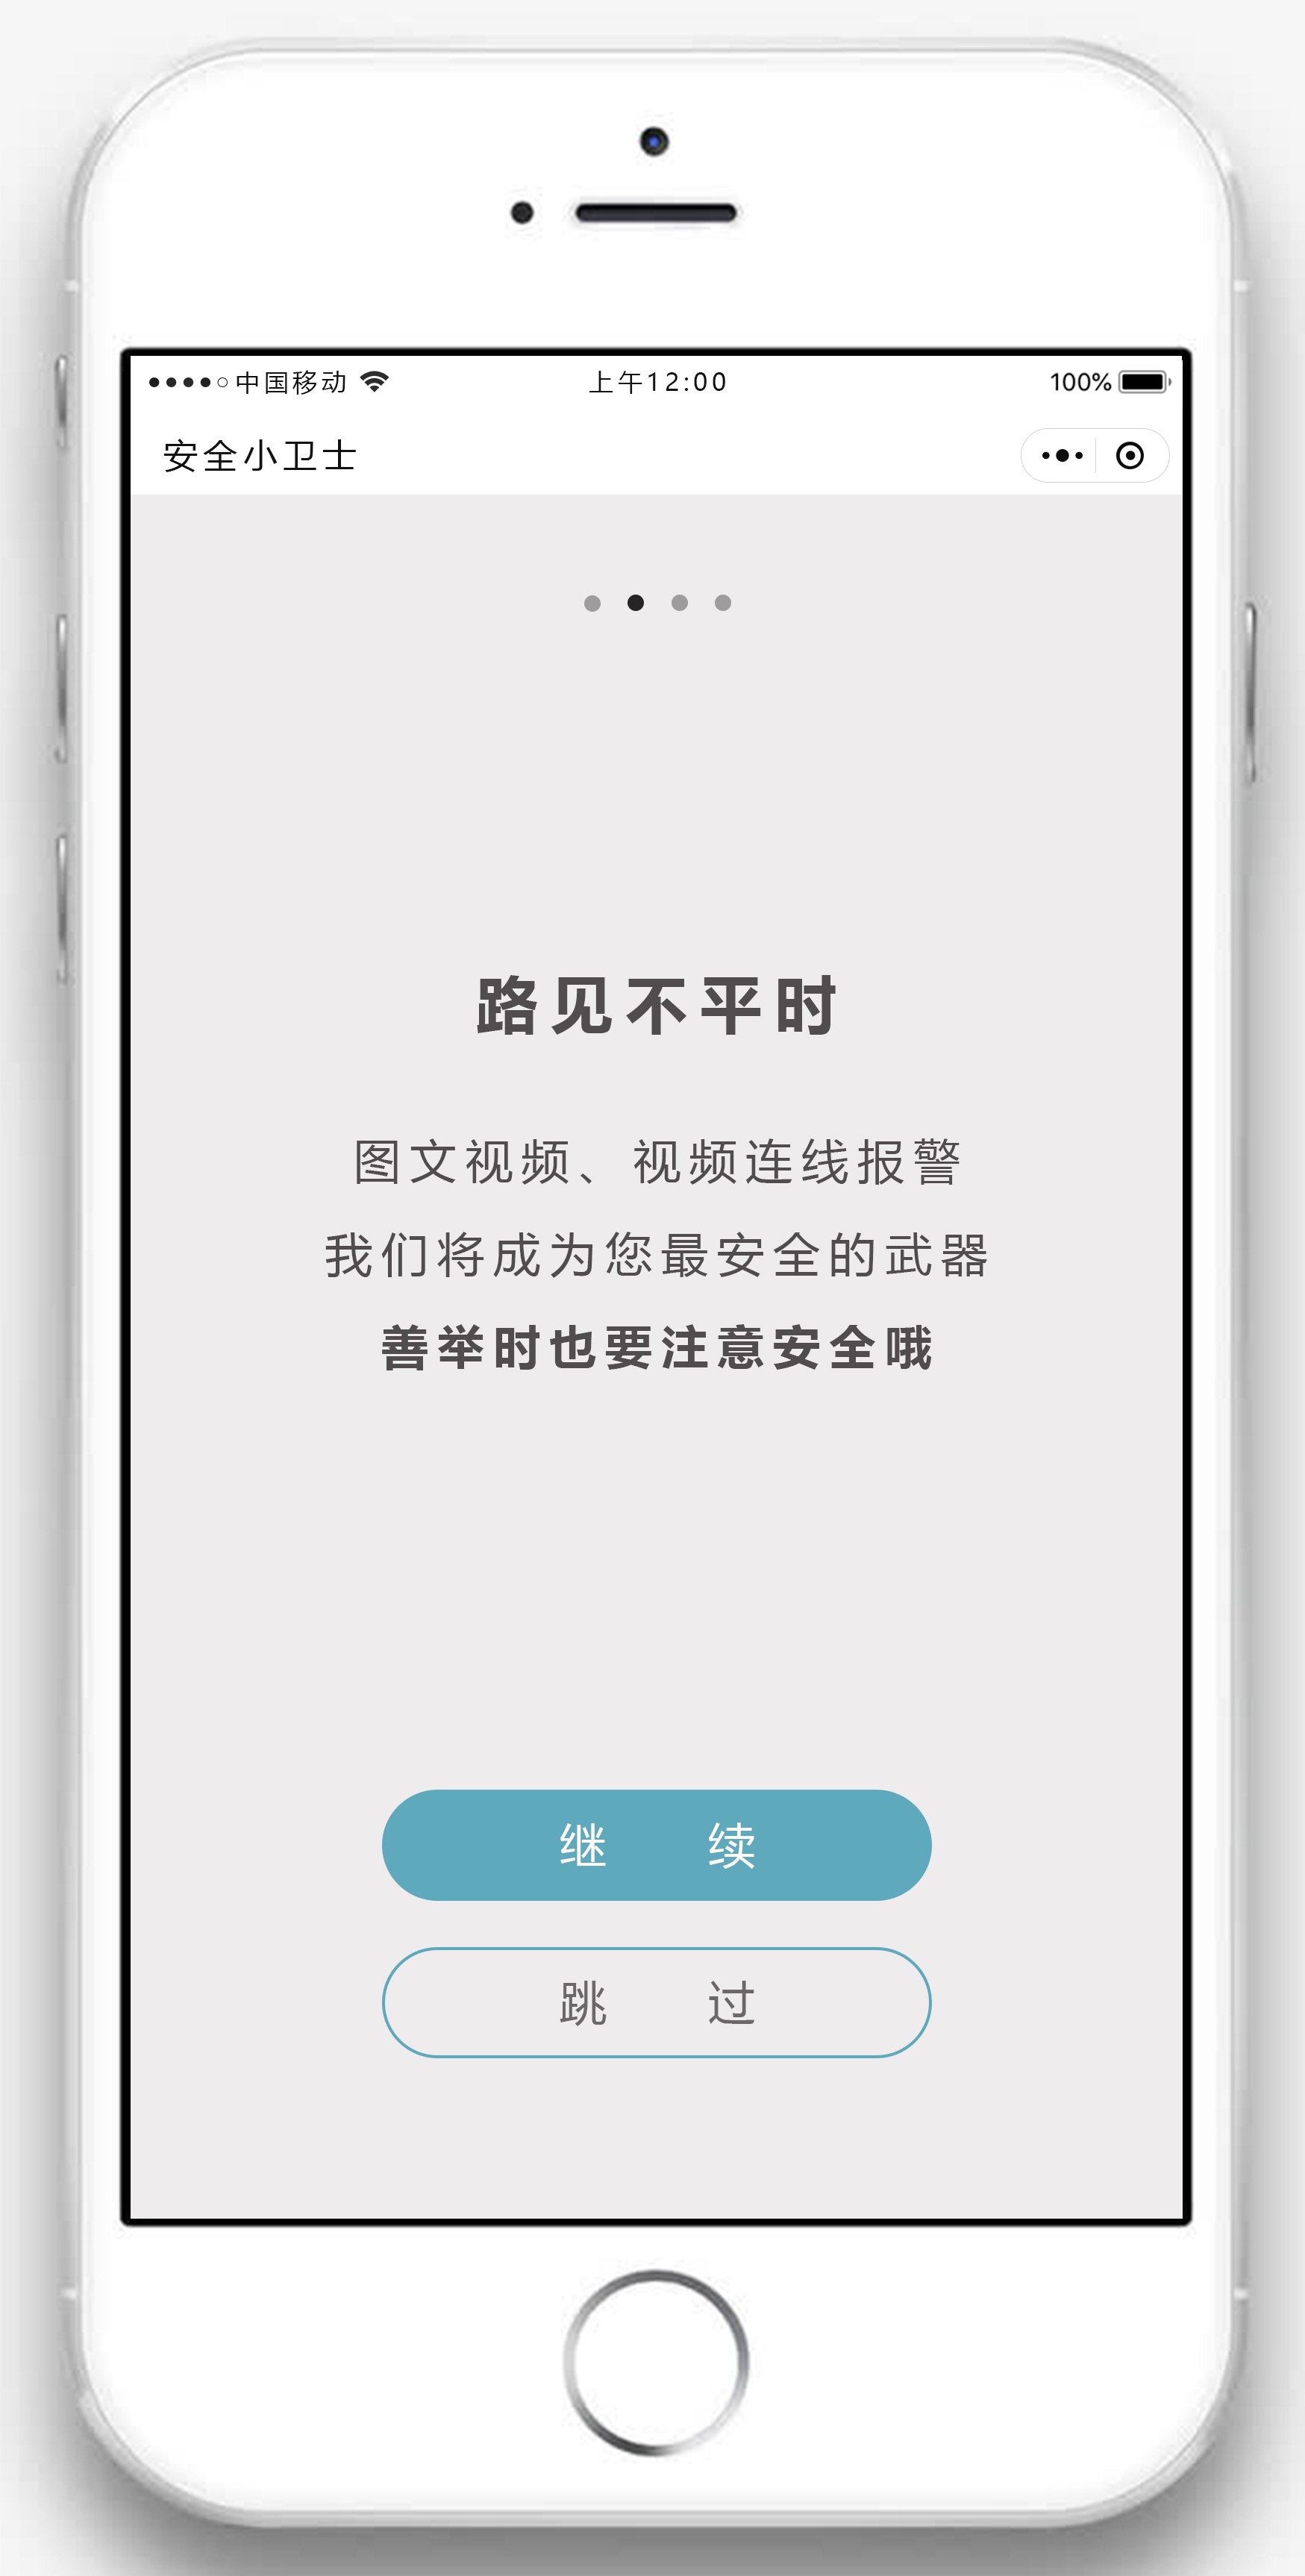 中国移动 上午12:00 100%
安全小卫士
路见不平时
图文视频、视频连线报警
我们将成为您最安全的武器
善举时也要注意安全哦
继 续
跳 过